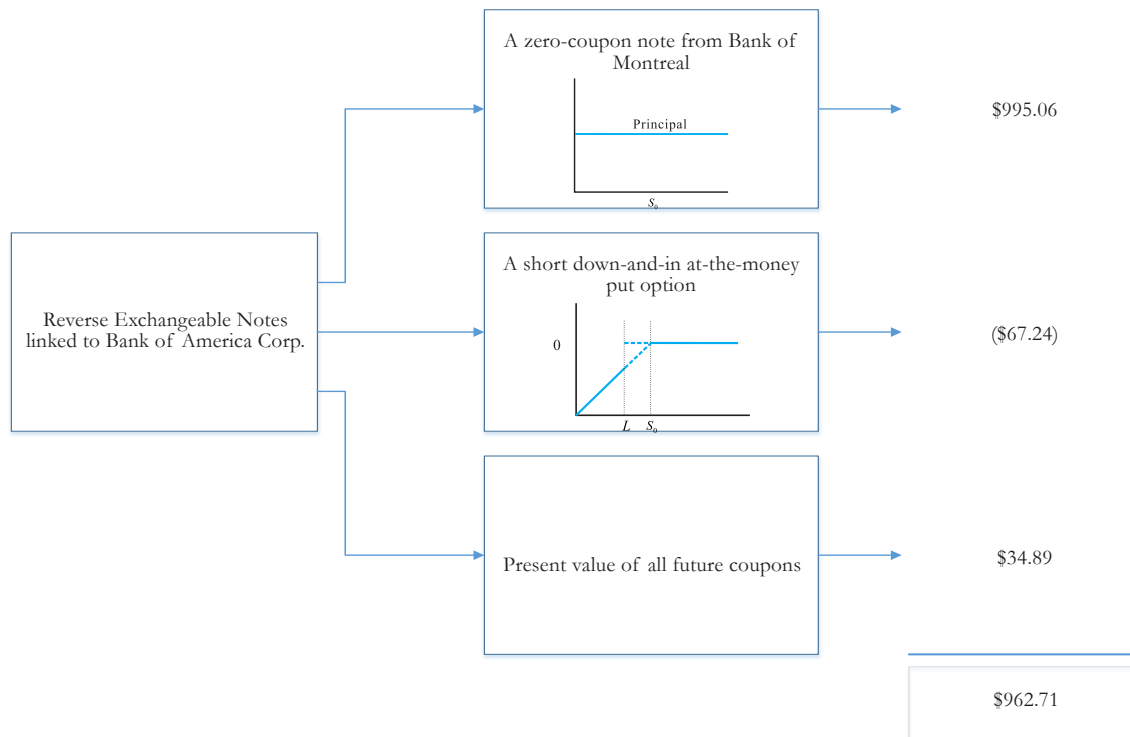 A zero-coupon note from Bank of
Montreal
Principal
S₀
$995.06
Reverse Exchangeable Notes
linked to Bank of America Corp.
A short down-and-in at-the-money
put option
0
L S₀
($67.24)
Present value of all future coupons
$34.89
$962.71